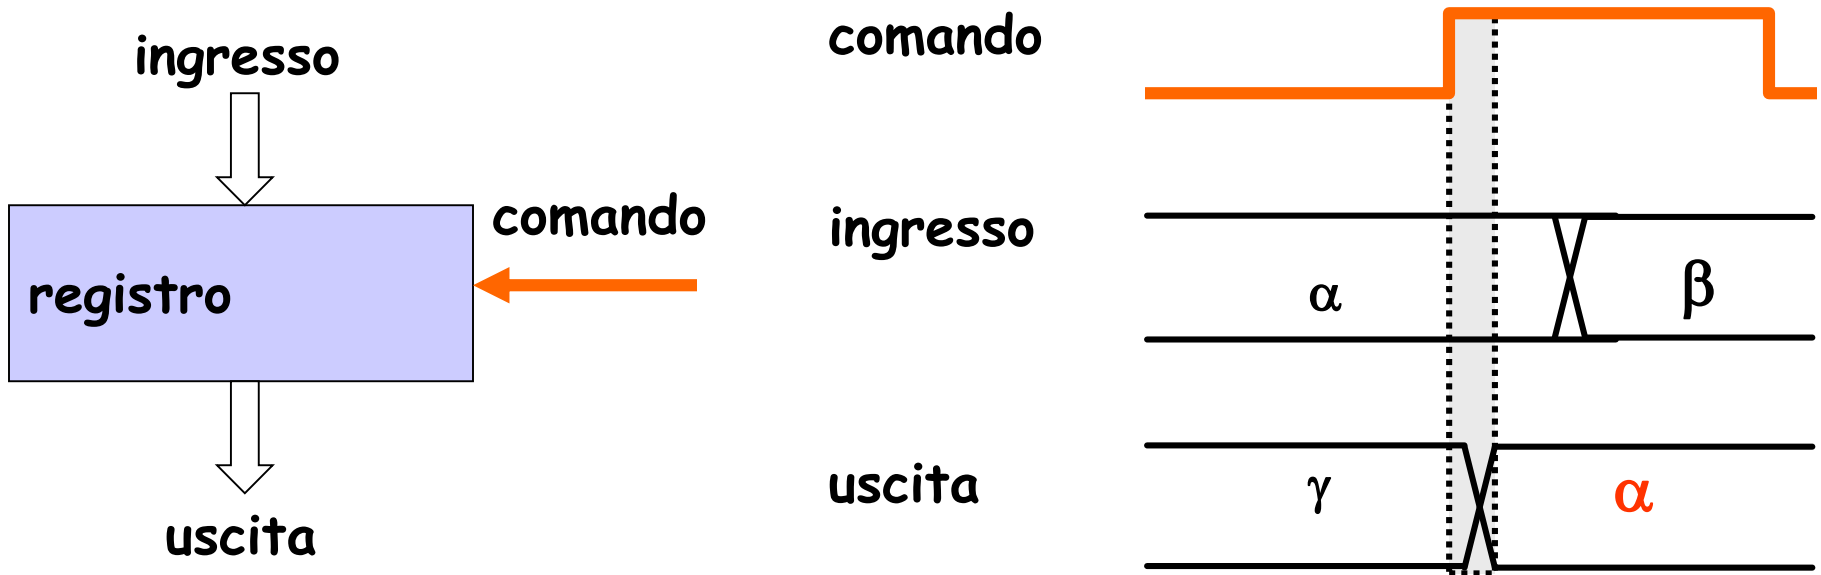 ingresso
comando
registro
uscita
comando
ingresso
α
β
uscita
γ
α